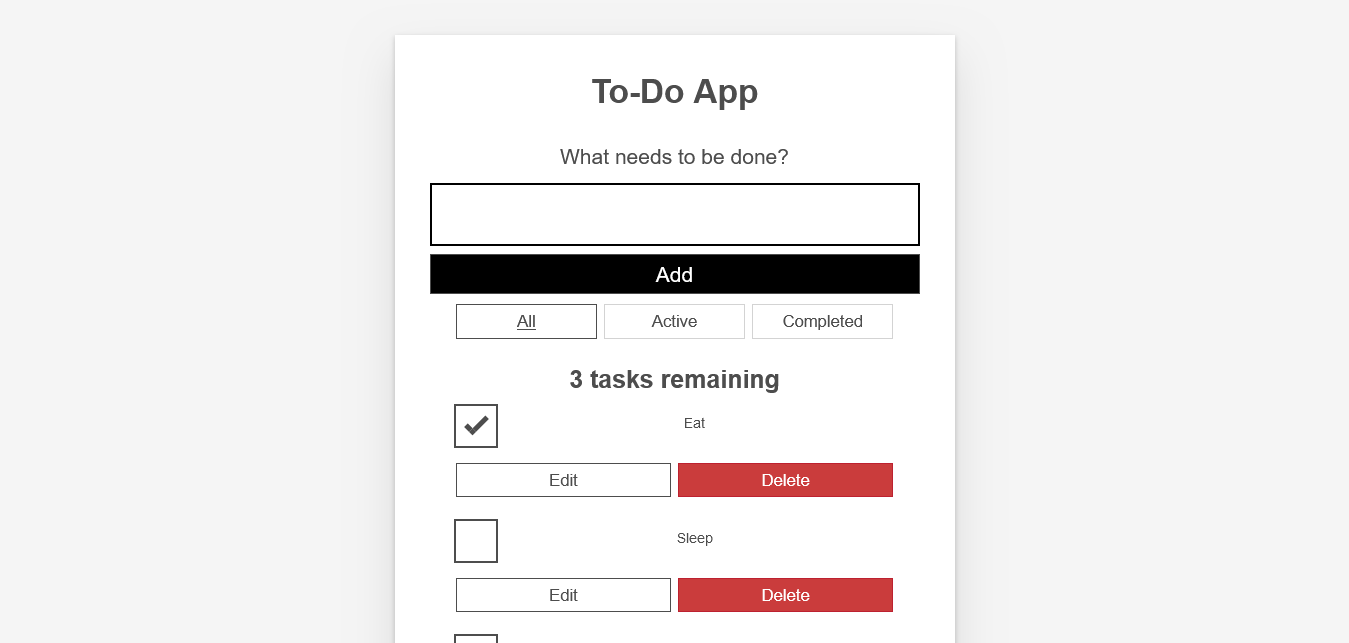 To-Do App
What needs to be done?
Add
All Active Completed
3 tasks remaining
Eat
Edit Delete
Sleep
Edit Delete